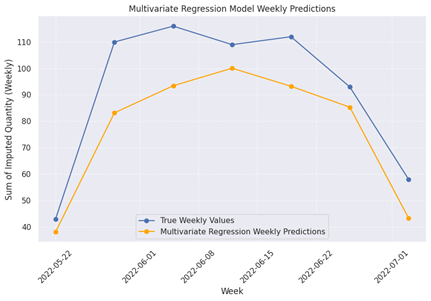 Multivariate Regression Model Weekly Predictions
Sum of Imputed Quantity (Weekly)
110
100
90
80
70
60
50
40
True Weekly Values
Multivariate Regression Weekly Predictions
2022-05-22
2022-06-01
2022-06-08
2022-06-15
2022-06-22
2022-07-01
Week